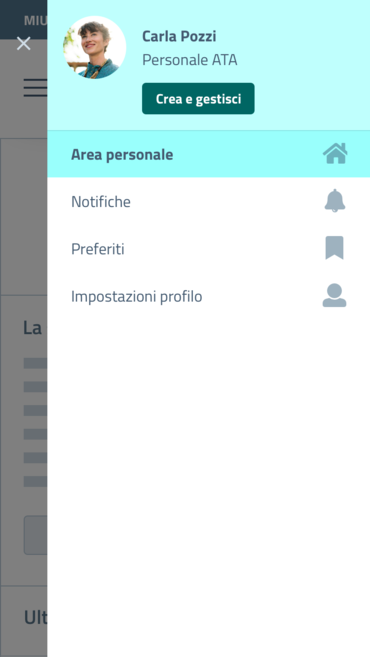 MIU
Carla Pozzi
Personale ATA
Crea e gestisci
Area personale
Notifiche
Preferiti
Impostazioni profilo
La
Ult